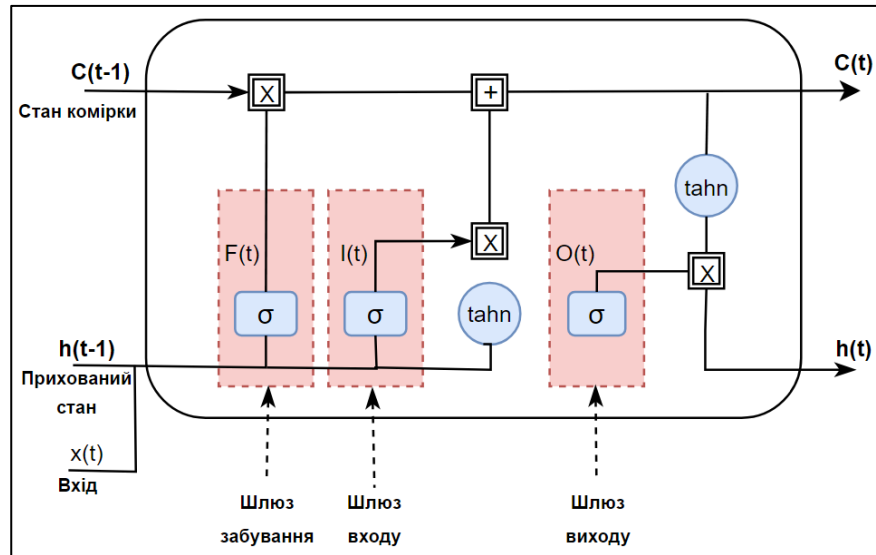 C(t-1)
C(t)
X
+
Стан комірки
tahn
F(t)
I(t)
X
O(t)
X
σ
σ
tahn
σ
h(t-1)
h(t)
Прихований
стан
x(t)
Вхід
Шлюз
забування
Шлюз
входу
Шлюз
виходу